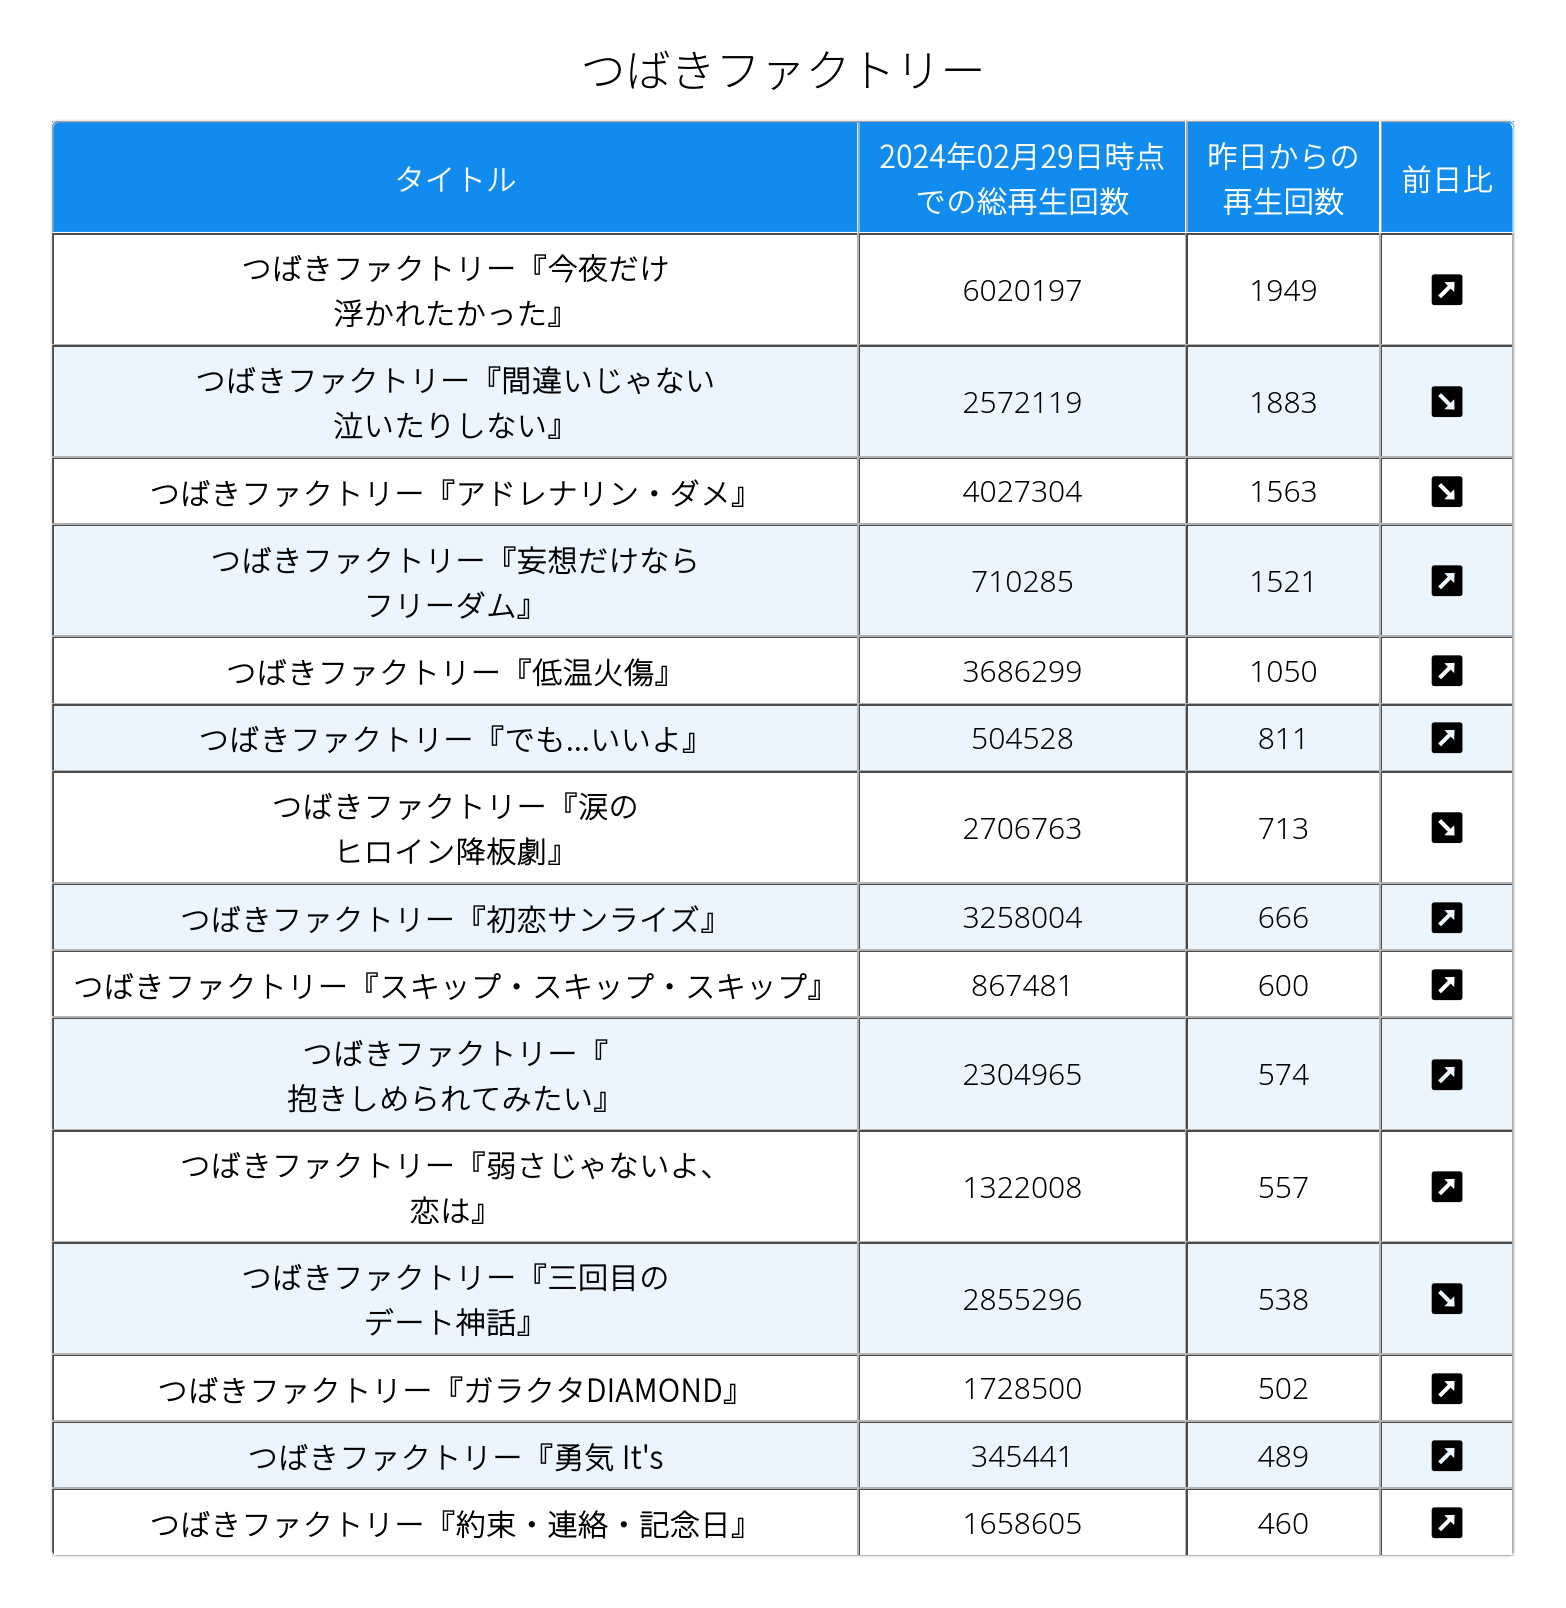 つばきファクトリー
タイトル
2024年02月29日時点
での総再生回数
昨日からの
再生回数
前日比
つばきファクトリー『今夜だけ
浮かれたかった』
6020197
1949
つばきファクトリー『間違いじゃない
泣いたりしない』
2572119
1883
つばきファクトリー『アドレナリン・ダメ』
4027304
1563
つばきファクトリー『妄想だけなら
フリーダム』
710285
1521
つばきファクトリー『低温火傷』
3686299
1050
つばきファクトリー『でも...いいよ』
504528
811
つばきファクトリー『涙の
ヒロイン降板劇』
2706763
713
つばきファクトリー『初恋サンライズ』
3258004
666
つばきファクトリー『スキップ・スキップ・スキップ』
867481
600
つばきファクトリー『
抱きしめられてみたい』
2304965
574
つばきファクトリー『弱さじゃないよ、
恋は』
1322008
557
つばきファクトリー『三回目の
デート神話』
2855296
538
つばきファクトリー『ガラクタDIAMOND』
1728500
502
つばきファクトリー『勇気 It's
345441
489
つばきファクトリー『約束・連絡・記念日』
1658605
460